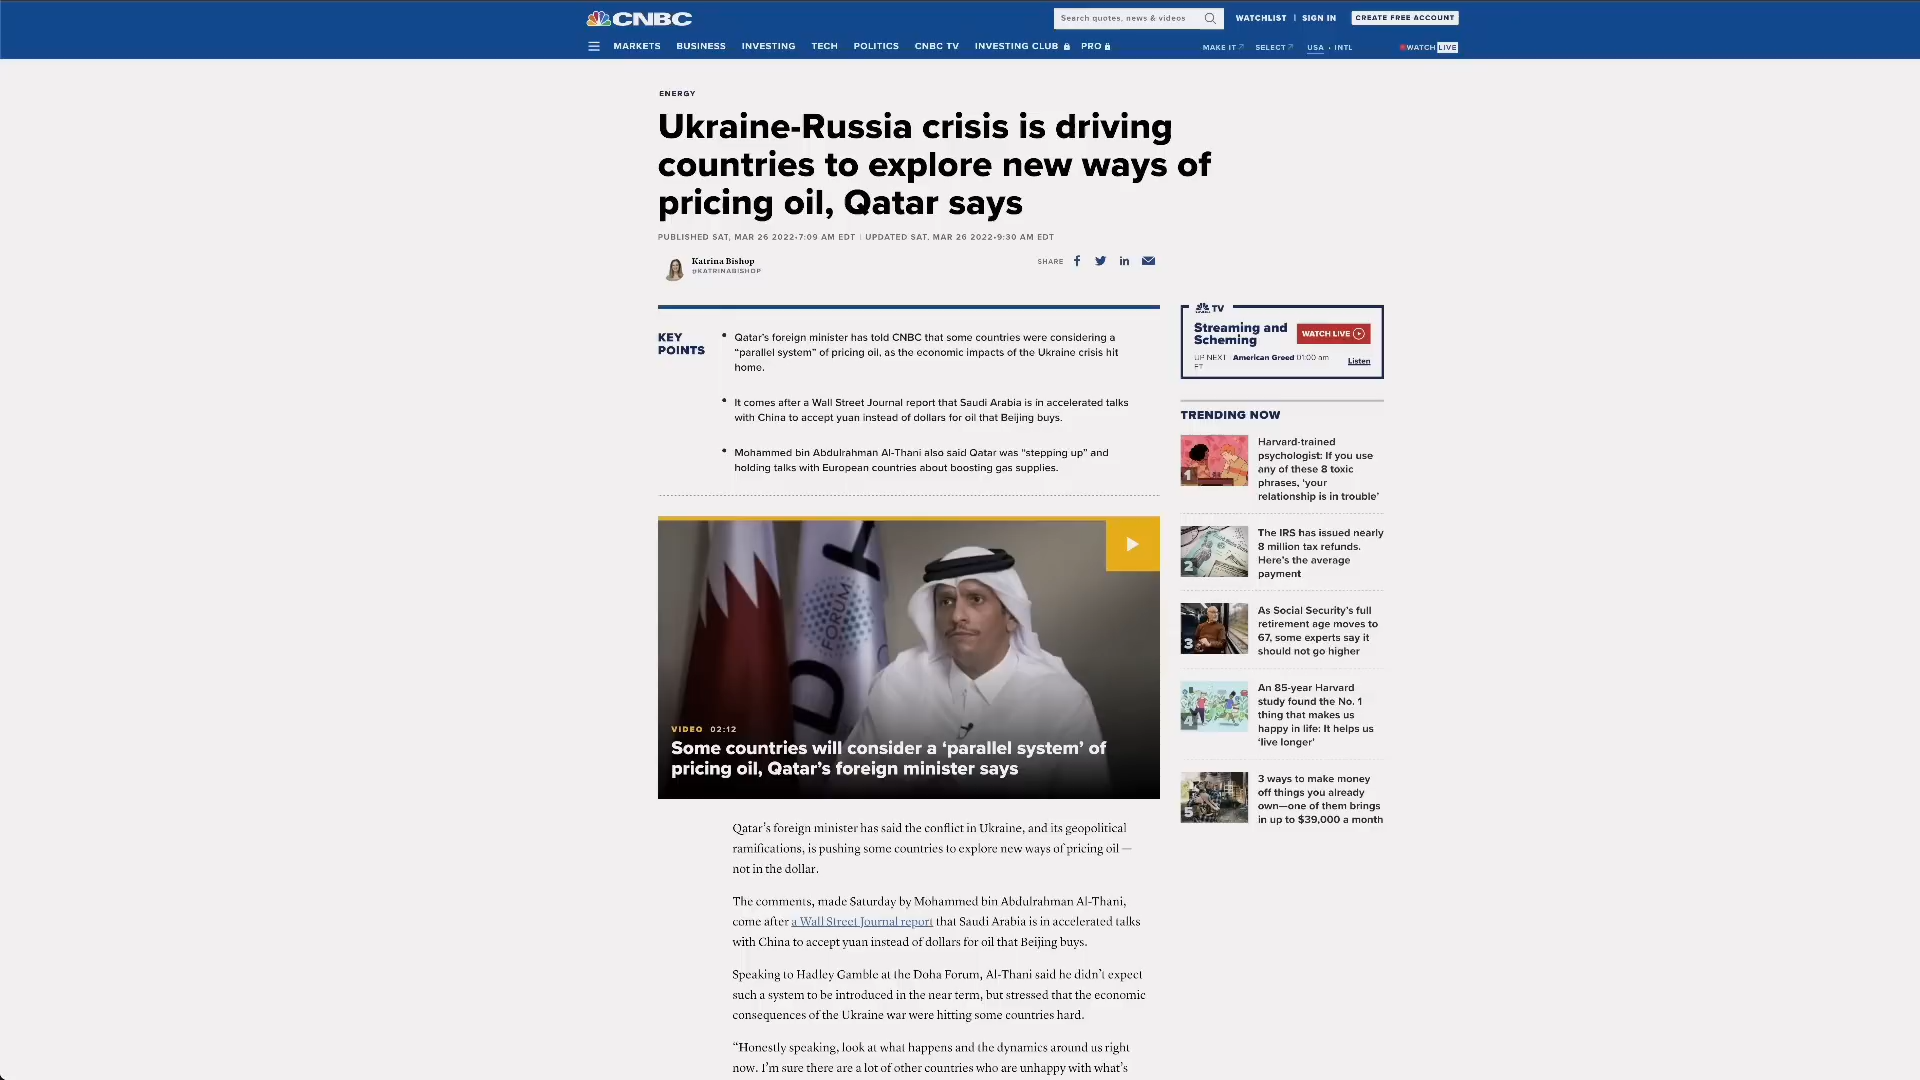 CNBC
Search quotes, news & videos
WATCHLIST | SIGN IN
CREATE FREE ACCOUNT
MARKETS BUSINESS INVESTING TECH POLITICS CNBC TV INVESTING CLUB PRO
MAKE IT SELECT USA • INTL
WATCH LIVE
ENERGY
Ukraine-Russia crisis is driving
countries to explore new ways of
pricing oil, Qatar says
PUBLISHED SAT, MAR 26 2022•7:09 AM EDT | UPDATED SAT, MAR 26 2022•9:30 AM EDT
Katrina Bishop
@KATRINABISHOP
SHARE
KEY
POINTS
• Qatar’s foreign minister has told CNBC that some countries were considering a
“parallel system” of pricing oil, as the economic impacts of the Ukraine crisis hit
home.
• It comes after a Wall Street Journal report that Saudi Arabia is in accelerated talks
with China to accept yuan instead of dollars for oil that Beijing buys.
• Mohammed bin Abdulrahman Al-Thani also said Qatar was “stepping up” and
holding talks with European countries about boosting gas supplies.
FORUM
VIDEO 02:12
Some countries will consider a ‘parallel system’ of
pricing oil, Qatar’s foreign minister says
Qatar’s foreign minister has said the conflict in Ukraine, and its geopolitical
ramifications, is pushing some countries to explore new ways of pricing oil —
not in the dollar.
The comments, made Saturday by Mohammed bin Abdulrahman Al-Thani,
come after a Wall Street Journal report that Saudi Arabia is in accelerated talks
with China to accept yuan instead of dollars for oil that Beijing buys.
Speaking to Hadley Gamble at the Doha Forum, Al-Thani said he didn’t expect
such a system to be introduced in the near term, but stressed that the economic
consequences of the Ukraine war were hitting some countries hard.
“Honestly speaking, look at what happens and the dynamics around us right
now. I’m sure there are a lot of other countries who are unhappy with what’s
TV
Streaming and
Scheming
WATCH LIVE
UP NEXT | American Greed 01:00 am
ET
Listen
TRENDING NOW
1
Harvard-trained
psychologist: If you use
any of these 8 toxic
phrases, ‘your
relationship is in trouble’
2
The IRS has issued nearly
8 million tax refunds.
Here’s the average
payment
3
As Social Security’s full
retirement age moves to
67, some experts say it
should not go higher
4
An 85-year Harvard
study found the No. 1
thing that makes us
happy in life: It helps us
‘live longer’
5
3 ways to make money
off things you already
own—one of them brings
in up to $39,000 a month